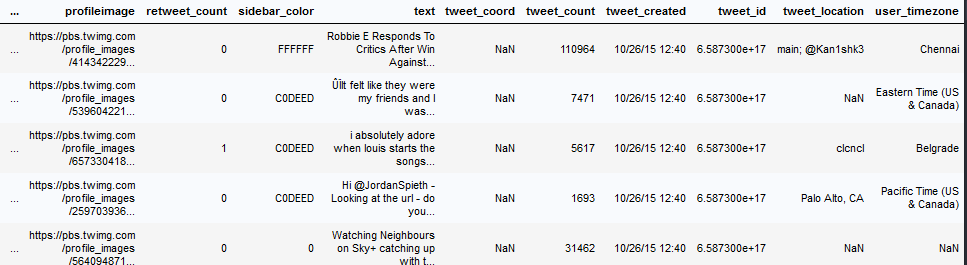 ... profileimage retweet_count sidebar_color text tweet_coord tweet_count tweet_created tweet_id tweet_location user_timezone
https://pbs.twimg.com Robbie E Responds To
... /profile_images 0 FFFFFF Critics After Win NaN 110964 10/26/15 12:40 6.587300e+17 main; @Kan1shk3 Chennai
/414342229... Against...
https://pbs.twimg.com ÛÏIt felt like they were
... /profile_images 0 C0DEED my friends and I NaN 7471 10/26/15 12:40 6.587300e+17 NaN Eastern Time (US & Canada)
/539604221... was...
https://pbs.twimg.com i absolutely adore
... /profile_images 1 C0DEED when louis starts the NaN 5617 10/26/15 12:40 6.587300e+17 clcncl Belgrade
/657330418... songs...
https://pbs.twimg.com Hi @JordanSpieth -
... /profile_images 0 C0DEED Looking at the url - do NaN 1693 10/26/15 12:40 6.587300e+17 Palo Alto, CA Pacific Time (US & Canada)
/259703936... you...
https://pbs.twimg.com Watching Neighbours
... /profile_images 0 0 on Sky+ catching up NaN 31462 10/26/15 12:40 6.587300e+17 NaN NaN
/564094871... with t...